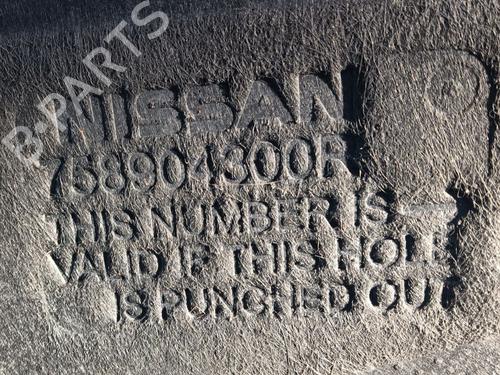 B-PARTS
NISSAN
758904300R
THIS NUMBER IS →
VALID IF THIS HOLE
IS PUNCHED OUT